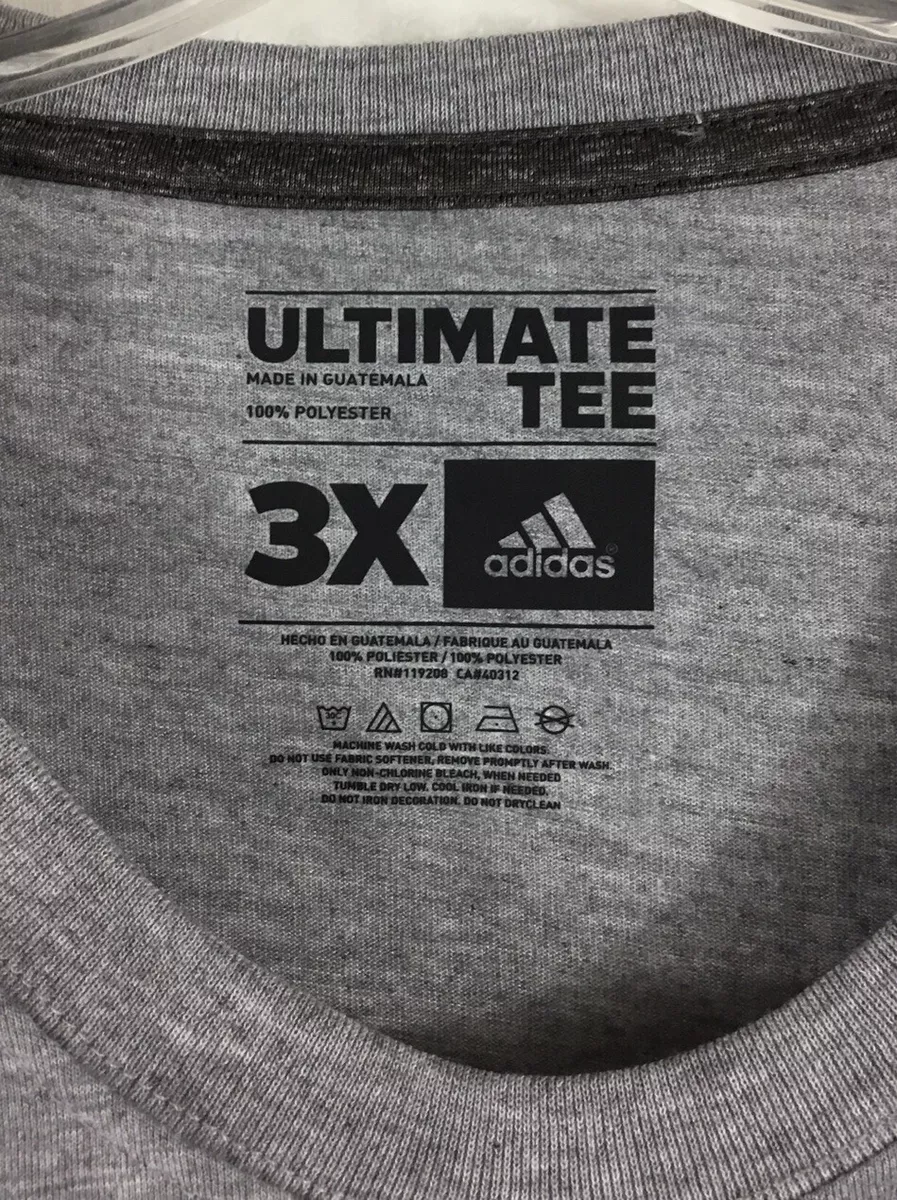 ULTIMATE
MADE IN GUATEMALA
TEE
100% POLYESTER
3X
adidas®
HECHO EN GUATEMALA / FABRIQUE AU GUATEMALA
100% POLIESTER / 100% POLYESTER
RN#119208 CA#40312
30°
MACHINE WASH COLD WITH LIKE COLORS.
DO NOT USE FABRIC SOFTENER, REMOVE PROMPTLY AFTER WASH.
ONLY NON-CHLORINE BLEACH, WHEN NEEDED
TUMBLE DRY LOW. COOL IRON IF NEEDED.
DO NOT IRON DECORATION. DO NOT DRYCLEAN